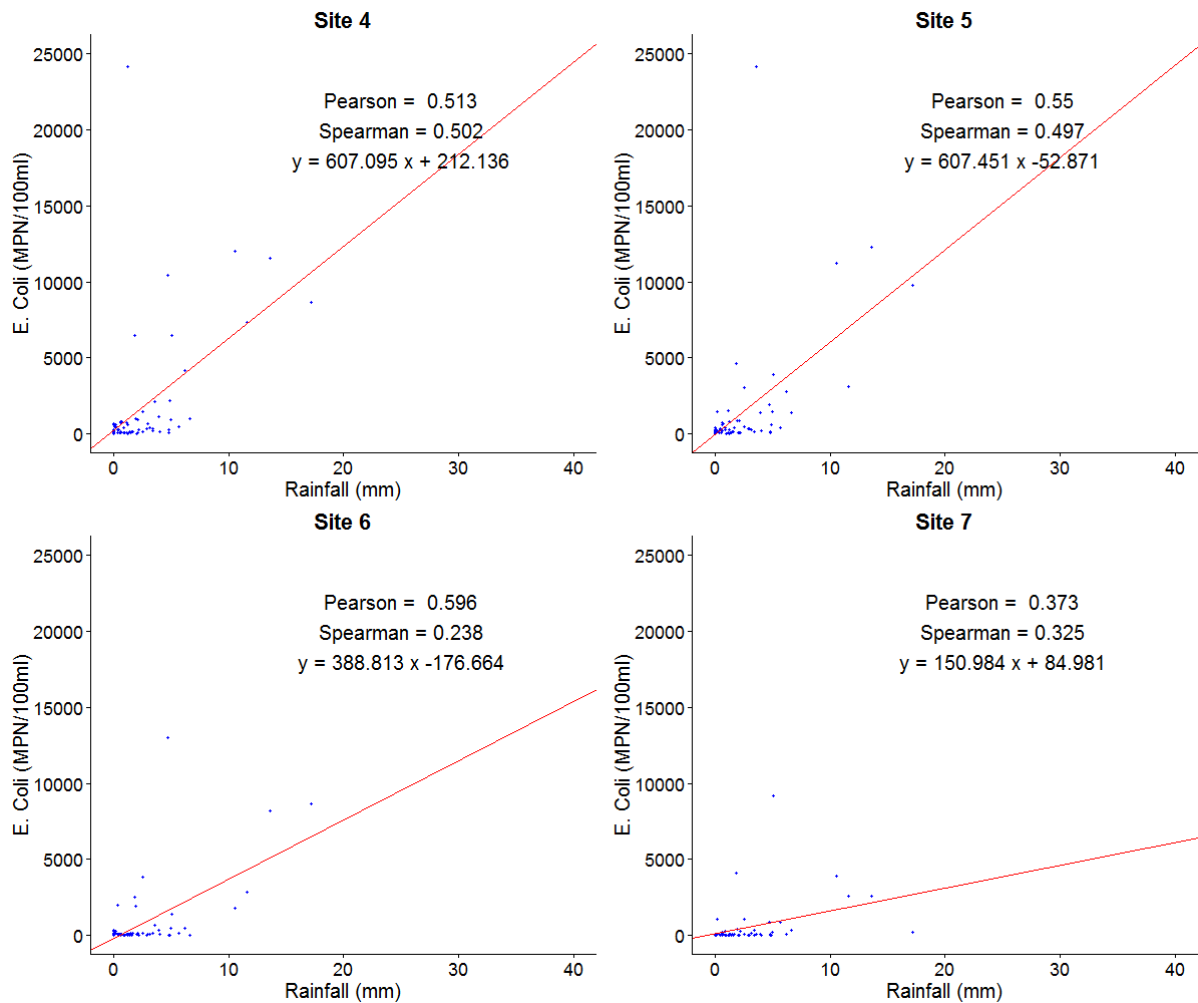 Site 4
25000
20000
15000
10000
5000
0
E. Coli (MPN/100ml)
Pearson =  0.513
Spearman = 0.502
y = 607.095 x + 212.136
0 10 20 30 40
Rainfall (mm)
Site 5
25000
20000
15000
10000
5000
0
E. Coli (MPN/100ml)
Pearson =  0.55
Spearman = 0.497
y = 607.451 x -52.871
0 10 20 30 40
Rainfall (mm)
Site 6
25000
20000
15000
10000
5000
0
E. Coli (MPN/100ml)
Pearson =  0.596
Spearman = 0.238
y = 388.813 x -176.664
0 10 20 30 40
Rainfall (mm)
Site 7
25000
20000
15000
10000
5000
0
E. Coli (MPN/100ml)
Pearson =  0.373
Spearman = 0.325
y = 150.984 x + 84.981
0 10 20 30 40
Rainfall (mm)